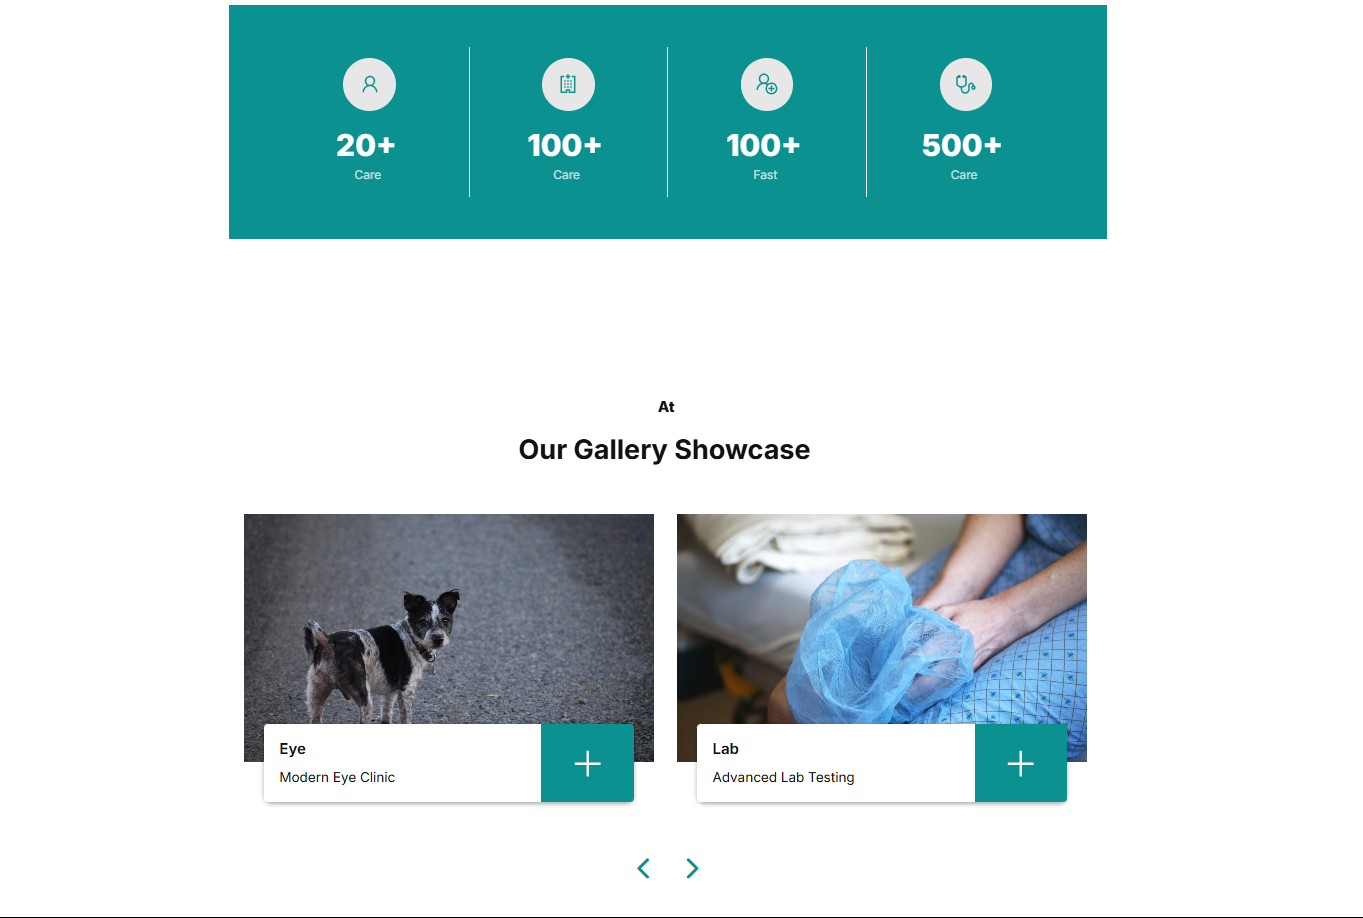 20+
100+
100+
500+
Care
Care
Fast
Care
At
Our Gallery Showcase
Eye
Modern Eye Clinic
Lab
Advanced Lab Testing